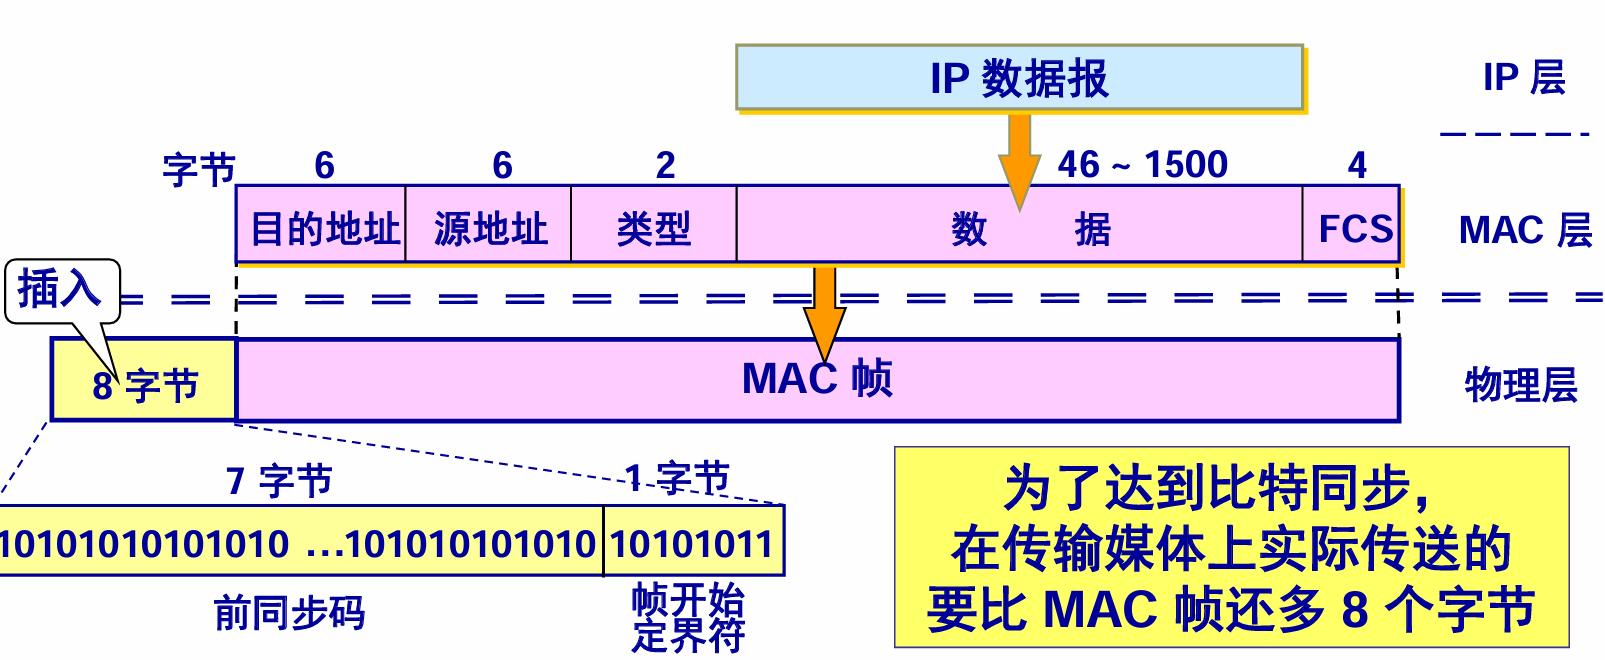 IP 数据报
IP 层
字节 6 6 2 46 ~ 1500 4
目的地址 源地址 类型 数 据 FCS
MAC 层
插入
8 字节
MAC 帧
物理层
7 字节 1 字节
10101010101010 ...101010101010 10101011
前同步码
帧开始
定界符
为了达到比特同步，
在传输媒体上实际传送的
要比 MAC 帧还多 8 个字节